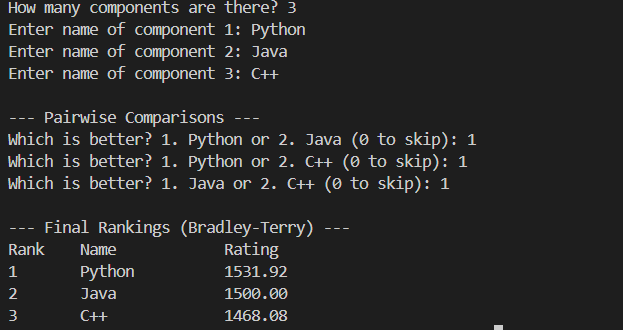 How many components are there? 3
Enter name of component 1: Python
Enter name of component 2: Java
Enter name of component 3: C++
--- Pairwise Comparisons ---
Which is better? 1. Python or 2. Java (0 to skip): 1
Which is better? 1. Python or 2. C++ (0 to skip): 1
Which is better? 1. Java or 2. C++ (0 to skip): 1
--- Final Rankings (Bradley-Terry) ---
Rank    Name            Rating
1       Python          1531.92
2       Java            1500.00
3       C++             1468.08